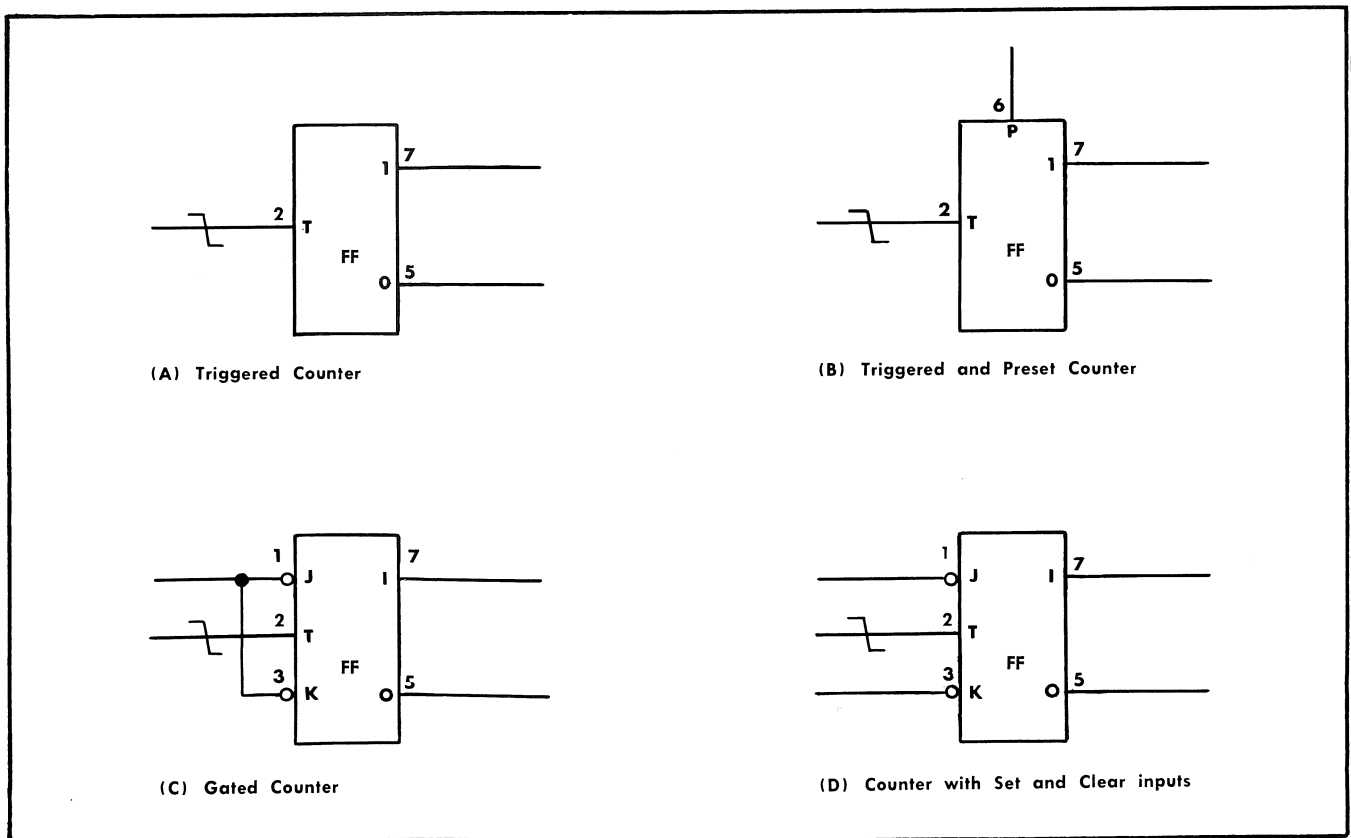 6
P
1 7
2 T
FF
0 5
(A) Triggered Counter
1 7
2 T
FF
0 5
(B) Triggered and Preset Counter
1 J I 7
2 T
FF
3 K O 5
(C) Gated Counter
1 J I 7
2 T
FF
3 K O 5
(D) Counter with Set and Clear inputs